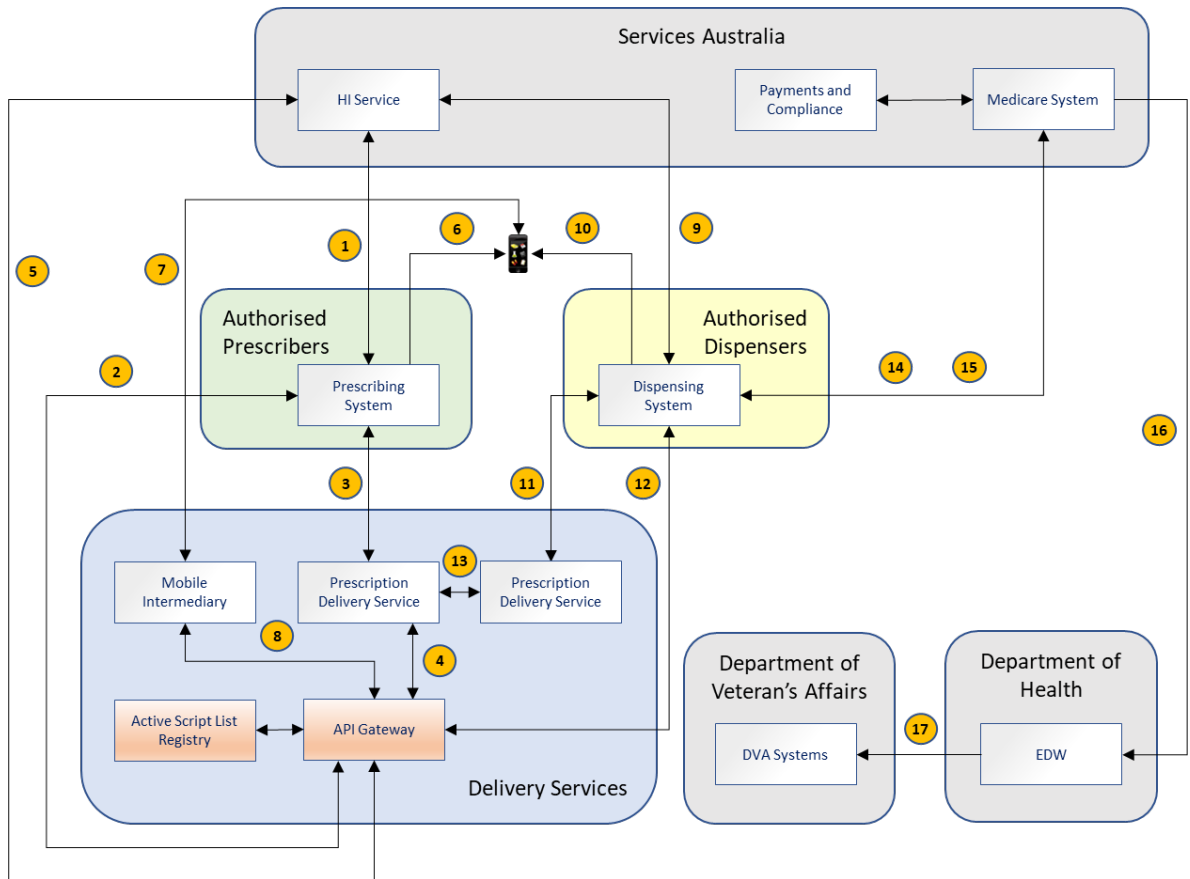 Services Australia
HI Service
Payments and
Compliance
Medicare System
1
6
10
9
5
7
Authorised
Prescribers
Authorised
Dispensers
2
Prescribing
System
Dispensing
System
14
15
16
3
11
12
13
Mobile
Intermediary
Prescription
Delivery Service
Prescription
Delivery Service
8
4
Department of
Veteran’s Affairs
Department of
Health
Active Script List
Registry
API Gateway
17
DVA Systems
EDW
Delivery Services